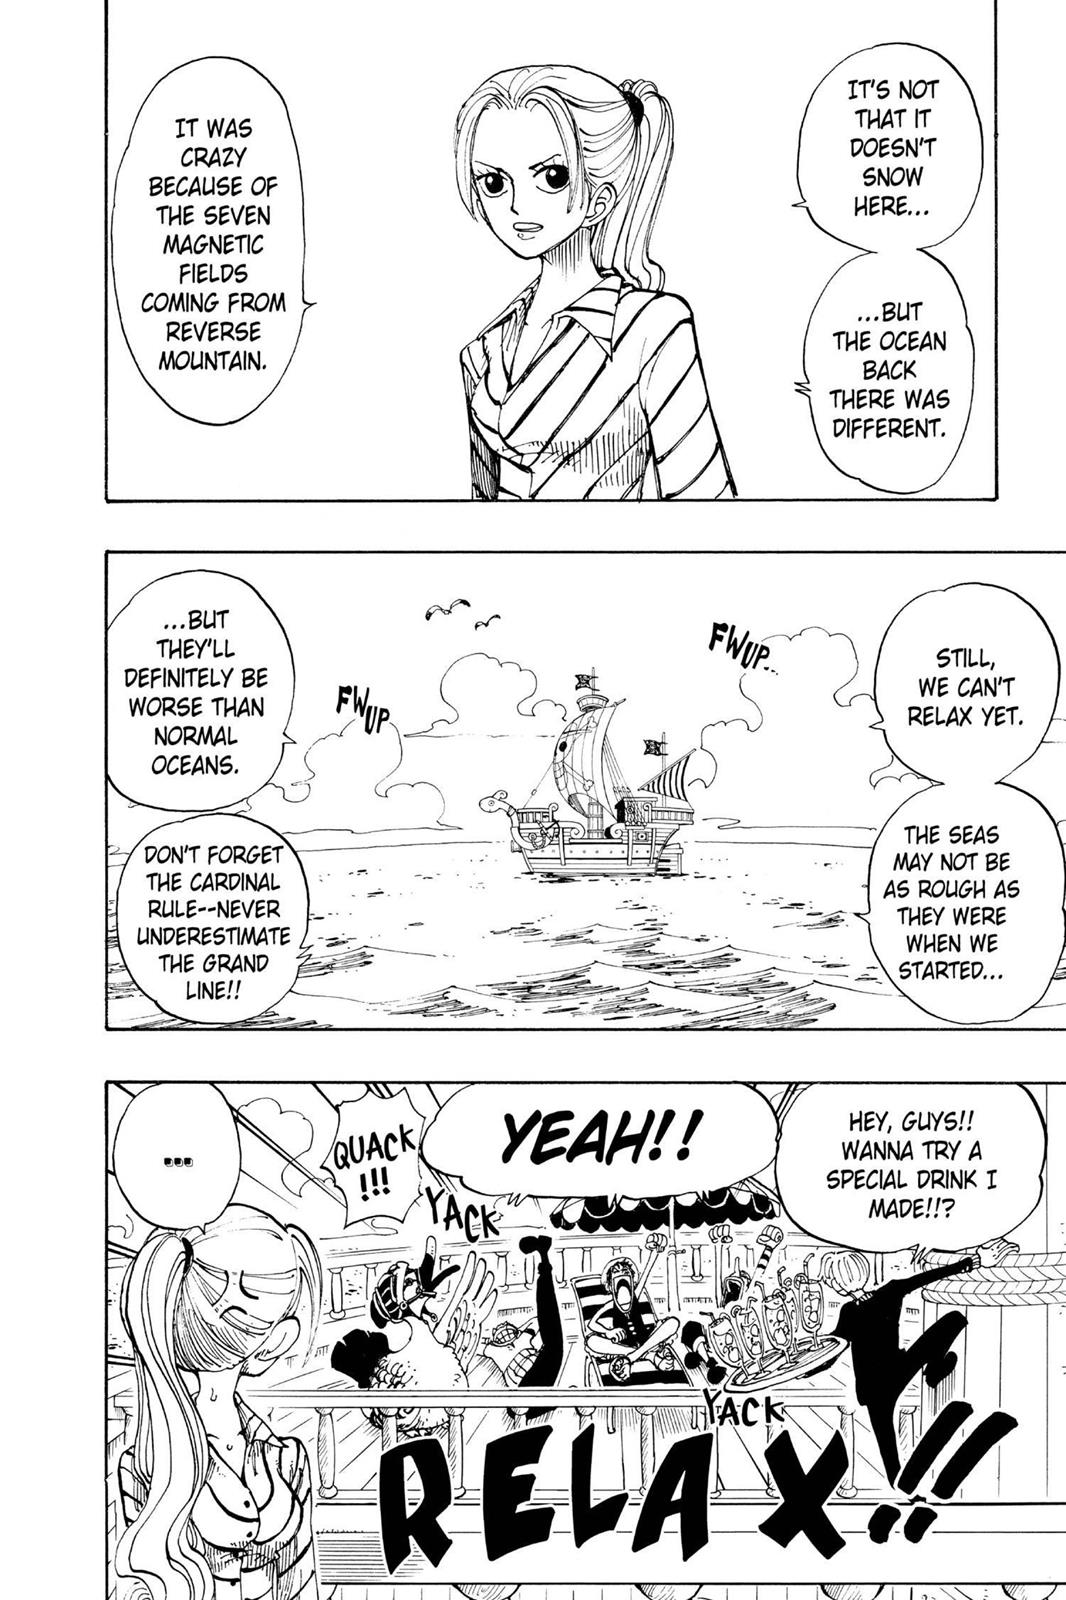 IT'S NOT
THAT IT
DOESN'T
SNOW
HERE...
...BUT
THE OCEAN
BACK
THERE WAS
DIFFERENT.
IT WAS
CRAZY
BECAUSE OF
THE SEVEN
MAGNETIC
FIELDS
COMING FROM
REVERSE
MOUNTAIN.
STILL,
WE CAN'T
RELAX YET.
THE SEAS
MAY NOT BE
AS ROUGH AS
THEY WERE
WHEN WE
STARTED...
FWUP...
FWUP
...BUT
THEY'LL
DEFINITELY BE
WORSE THAN
NORMAL
OCEANS.
DON'T FORGET
THE CARDINAL
RULE--NEVER
UNDERESTIMATE
THE GRAND
LINE!!
HEY, GUYS!!
WANNA TRY A
SPECIAL DRINK I
MADE!!?
YEAH!!
QUACK
!!!
YACK
...
YACK
RELAX!!